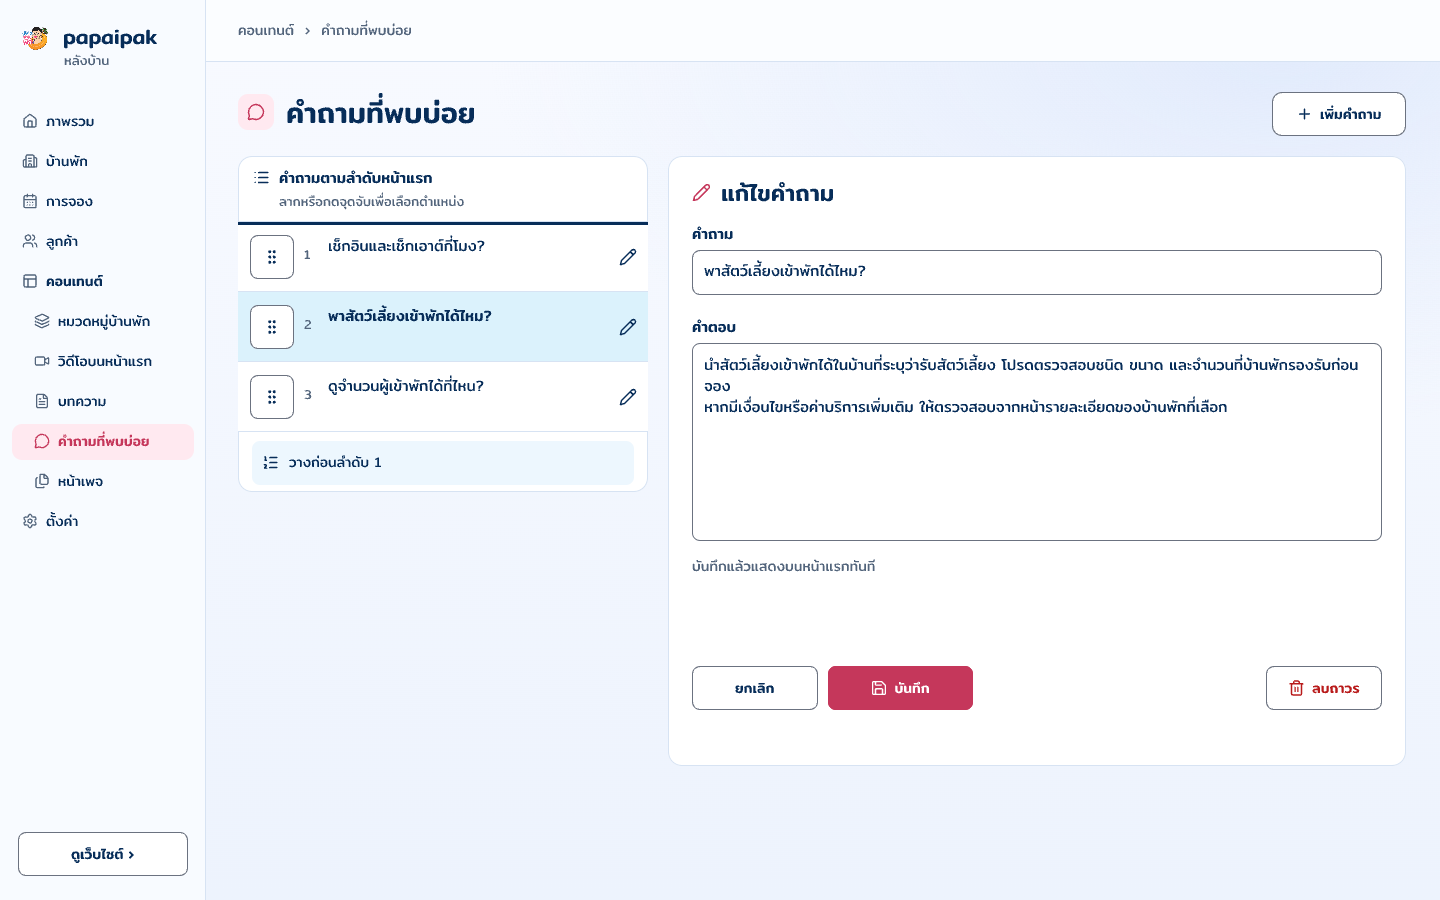 papaipak
หลังบ้าน
ภาพรวม
บ้านพัก
การจอง
ลูกค้า
คอนเทนต์
หมวดหมู่บ้านพัก
วิดีโอบนหน้าแรก
บทความ
คำถามที่พบบ่อย
หน้าเพจ
ตั้งค่า
ดูเว็บไซต์ ›
คอนเทนต์ › คำถามที่พบบ่อย
คำถามที่พบบ่อย
เพิ่มคำถาม
คำถามตามลำดับหน้าแรก
ลากหรือกดจุดจับเพื่อเลือกตำแหน่ง
1 เช็กอินและเช็กเอาต์กี่โมง?
2 พาสัตว์เลี้ยงเข้าพักได้ไหม?
3 ดูจำนวนผู้เข้าพักได้ที่ไหน?
วางก่อนลำดับ 1
แก้ไขคำถาม
คำถาม
พาสัตว์เลี้ยงเข้าพักได้ไหม?
คำตอบ
นำสัตว์เลี้ยงเข้าพักได้ในบ้านที่ระบุว่ารับสัตว์เลี้ยง โปรดตรวจสอบชนิด ขนาด และจำนวนที่บ้านพักรองรับก่อน
จอง
หากมีเงื่อนไขหรือค่าบริการเพิ่มเติม ให้ตรวจสอบจากหน้ารายละเอียดของบ้านพักที่เลือก
บันทึกแล้วแสดงบนหน้าแรกทันที
ยกเลิก
บันทึก
ลบถาวร